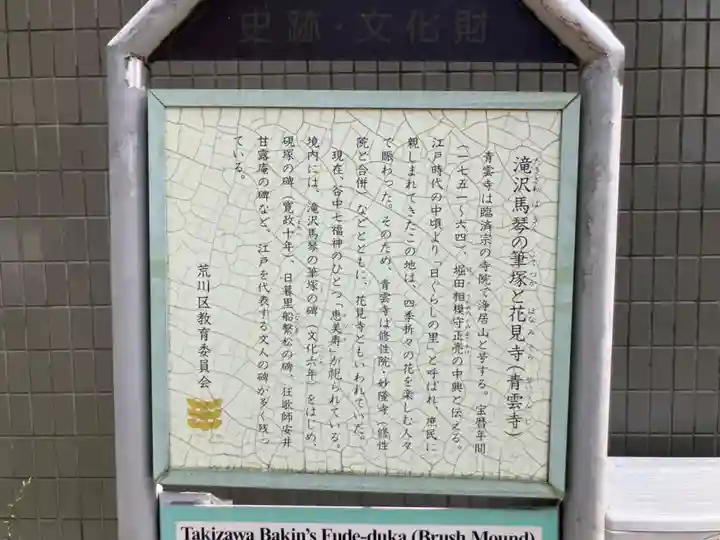 史跡・文化財
滝沢馬琴の筆塚と花見寺(青雲寺)
青雲寺は臨済宗の寺院で浄居山と号する。宝暦年間
(一七五一〜六四)、堀田相模守正亮の中興と伝える。
江戸時代の中頃より「日ぐらしの里」と呼ばれ、庶民に
親しまれてきたこの地は、四季折々の花を楽しむ人々
で賑わった。そのため、青雲寺は修性院・妙隆寺(修性
院と合併)などとともに、花見寺ともいわれていた。
現在、谷中七福神のひとつ「恵美寿」が祀られている。
境内には、滝沢馬琴の筆塚の碑(文化六年)をはじめ、
硯塚の碑(寛政十年)、日暮里船繋松の碑、狂歌師安井
甘露庵の碑など、江戸を代表する文人の碑が多く残っ
ている。
荒川区教育委員会
Takizawa Bakin's Fude-duka (Brush Mound)